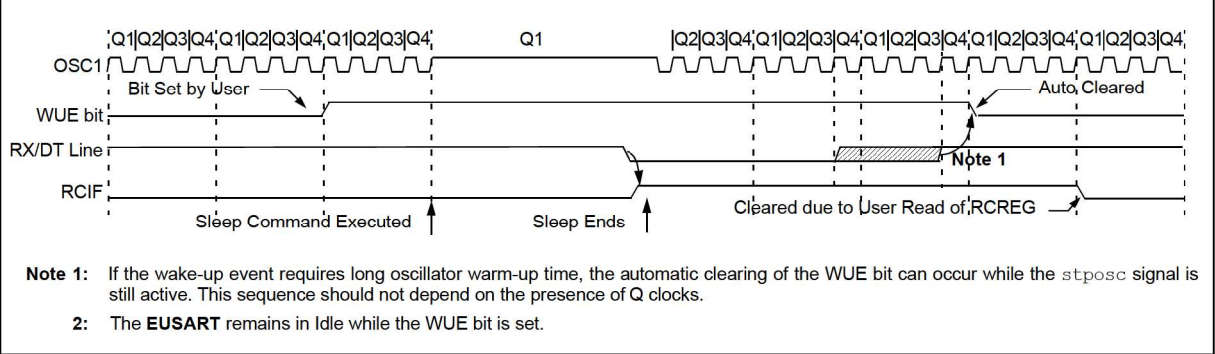 Q1|Q2|Q3|Q4 Q1|Q2|Q3|Q4 Q1|Q2|Q3|Q4 Q1 |Q2|Q3|Q4 Q1|Q2|Q3|Q4 Q1|Q2|Q3|Q4 Q1|Q2|Q3|Q4 Q1|Q2|Q3|Q4
OSC1
Bit Set by User Auto Cleared
WUE bit
RX/DT Line Note 1
RCIF
Cleared due to User Read of RCREG
Sleep Command Executed Sleep Ends
Note 1: If the wake-up event requires long oscillator warm-up time, the automatic clearing of the WUE bit can occur while the stposc signal is
still active. This sequence should not depend on the presence of Q clocks.
2: The EUSART remains in Idle while the WUE bit is set.